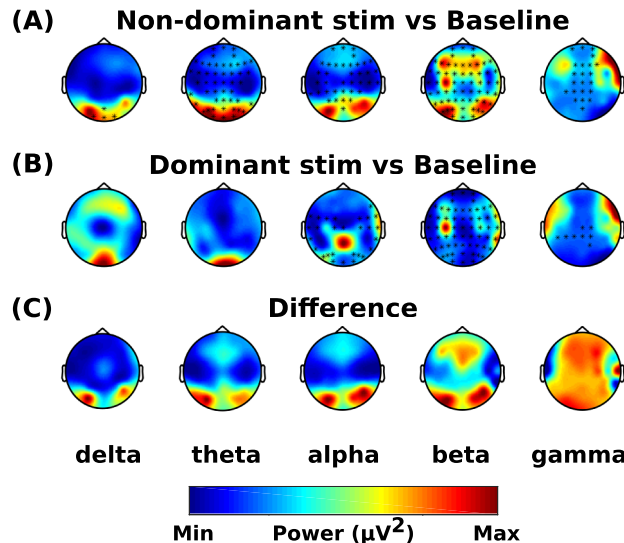 (A) Non-dominant stim vs Baseline
(B) Dominant stim vs Baseline
(C) Difference
delta theta alpha beta gamma
Min Power (µV²) Max